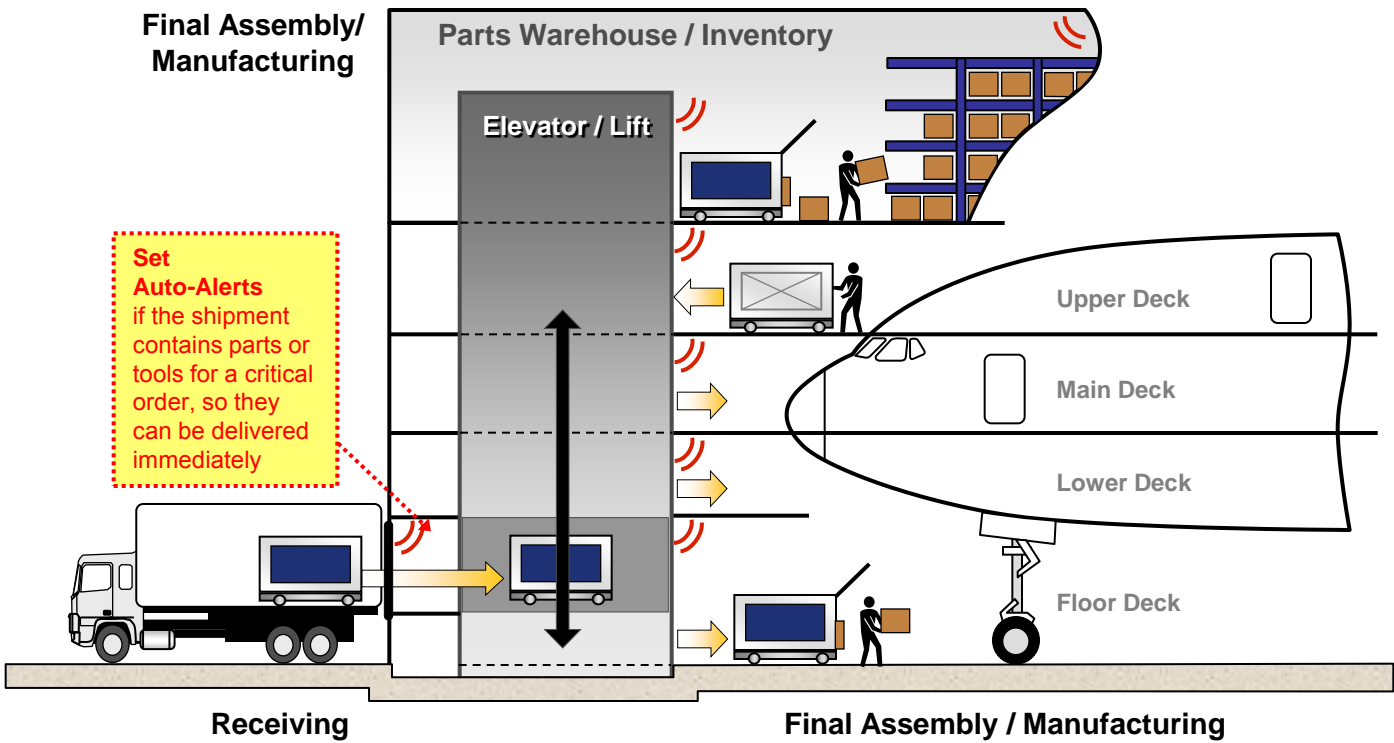 Final Assembly/
Manufacturing
Parts Warehouse / Inventory
Elevator / Lift
Set
Auto-Alerts
if the shipment
contains parts or
tools for a critical
order, so they
can be delivered
immediately
Upper Deck
Main Deck
Lower Deck
Floor Deck
Receiving
Final Assembly / Manufacturing